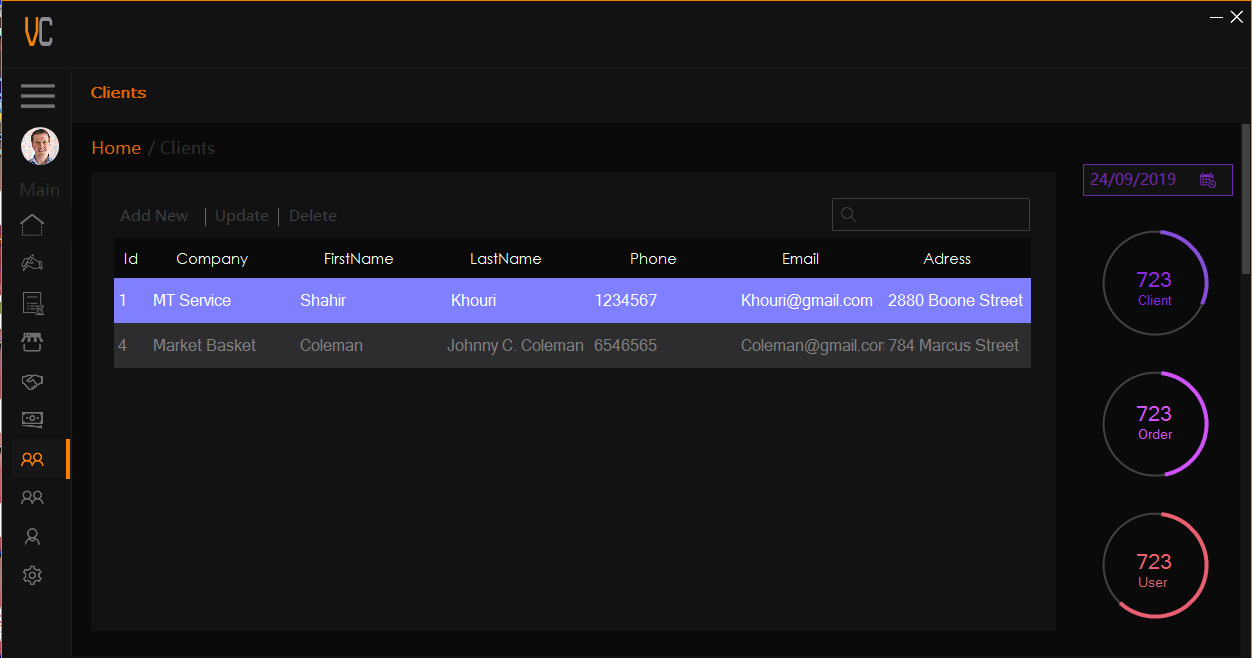 VC
Clients
Home / Clients
Main
24/09/2019
Add New | Update | Delete
Id Company FirstName LastName Phone Email Adress
1 MT Service Shahir Khouri 1234567 Khouri@gmail.com 2880 Boone Street
4 Market Basket Coleman Johnny C. Coleman 6546565 Coleman@gmail.cor 784 Marcus Street
723
Client
723
Order
723
User